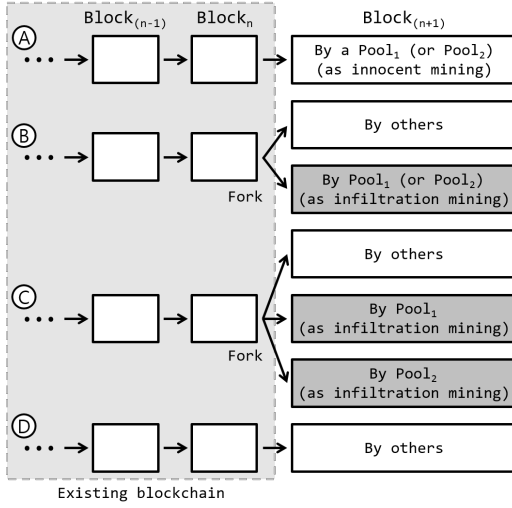 Block(n-1) Blockn Block(n+1)
A
• • •
By a Pool1 (or Pool2)
(as innocent mining)
B
• • •
By others
Fork
By Pool1 (or Pool2)
(as infiltration mining)
By others
C
• • •
By Pool1
(as infiltration mining)
Fork
By Pool2
(as infiltration mining)
D
• • •
By others
Existing blockchain